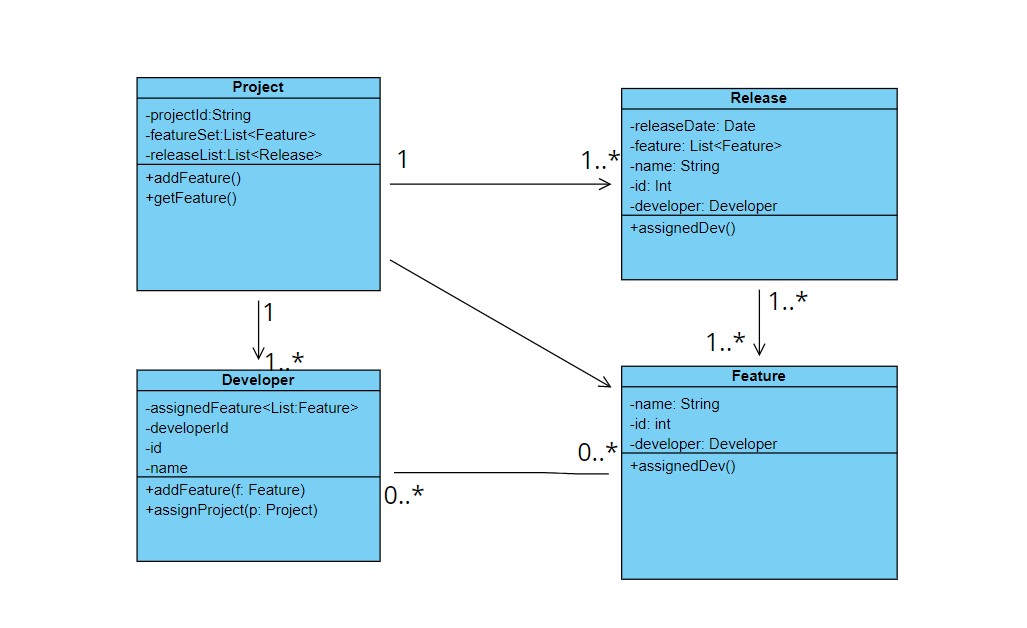 Project
-projectId:String
-featureSet:List<Feature>
-releaseList:List<Release>
+addFeature()
+getFeature()
1
1..*
Release
-releaseDate: Date
-feature: List<Feature>
-name: String
-id: Int
-developer: Developer
+assignedDev()
1
1..*
1..*
1..*
Developer
-assignedFeature<List:Feature>
-developerId
-id
-name
+addFeature(f: Feature)
+assignProject(p: Project)
0..*
0..*
Feature
-name: String
-id: int
-developer: Developer
+assignedDev()